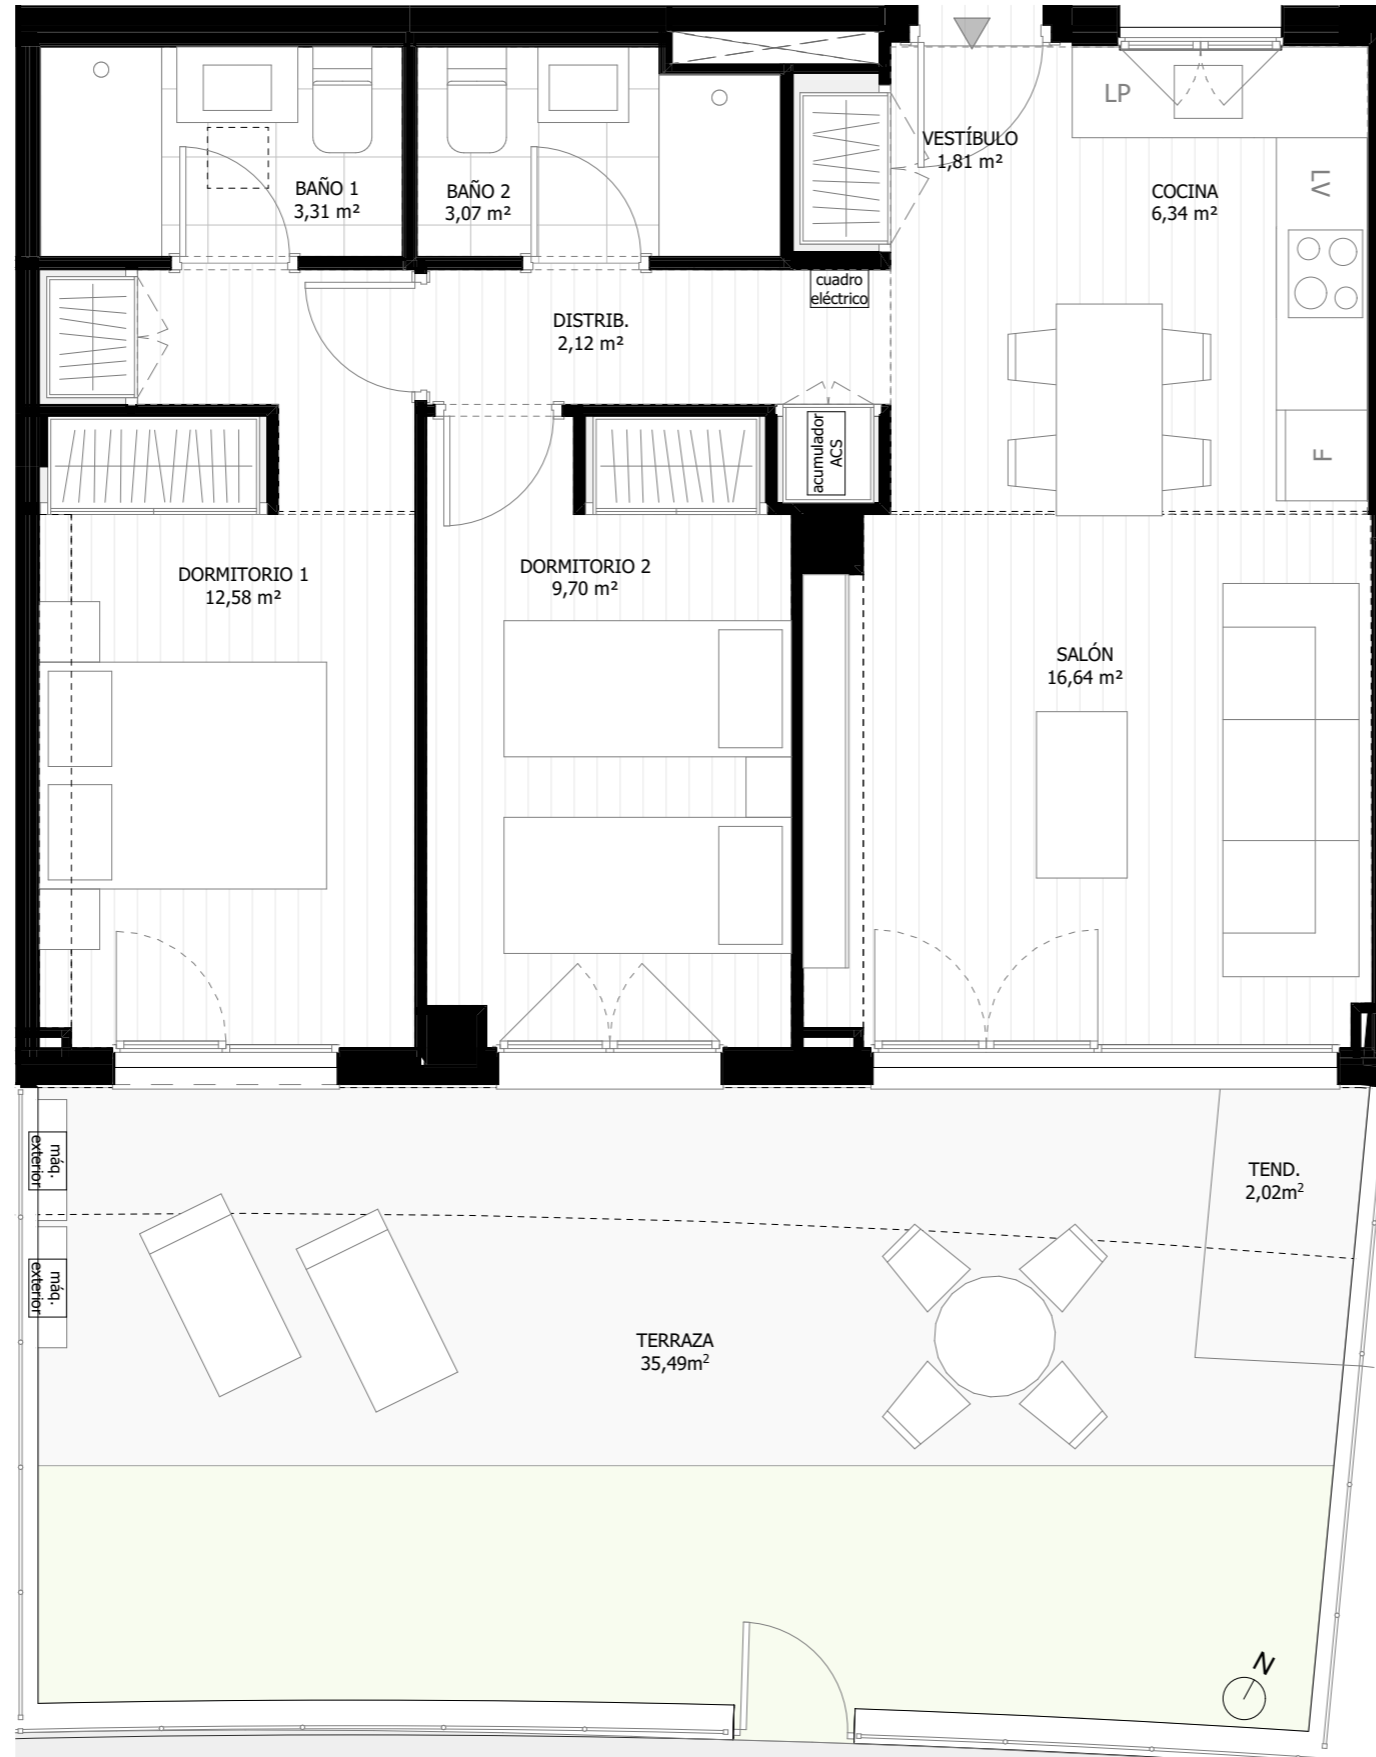 LP
VESTÍBULO
1,81 m²
BAÑO 1
3,31 m²
BAÑO 2
3,07 m²
COCINA
6,34 m²
LV
cuadro
eléctrico
DISTRIB.
2,12 m²
acumulador
ACS
F
DORMITORIO 1
12,58 m²
DORMITORIO 2
9,70 m²
SALÓN
16,64 m²
máq.
exterior
TEND.
2,02m²
máq.
exterior
TERRAZA
35,49m²
N